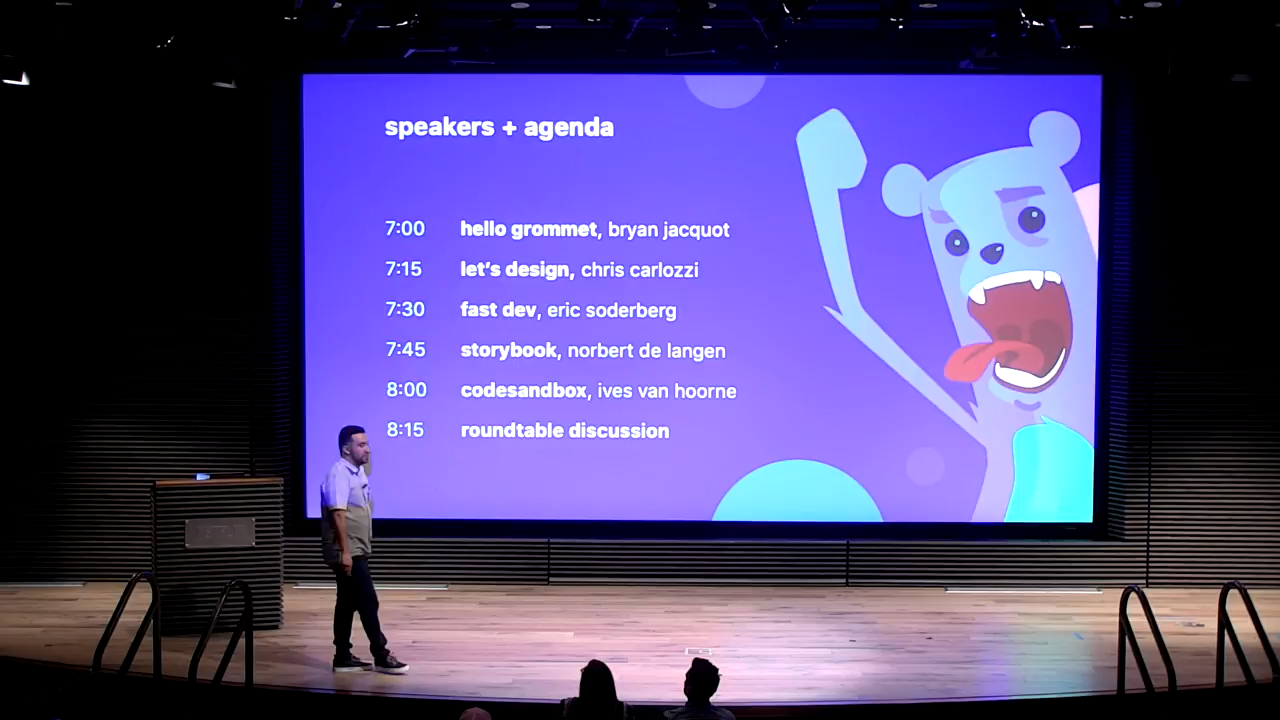 speakers + agenda
7:00 hello grommet, bryan jacquot
7:15 let's design, chris carlozzi
7:30 fast dev, eric soderberg
7:45 storybook, norbert de langen
8:00 codesandbox, ives van hoorne
8:15 roundtable discussion